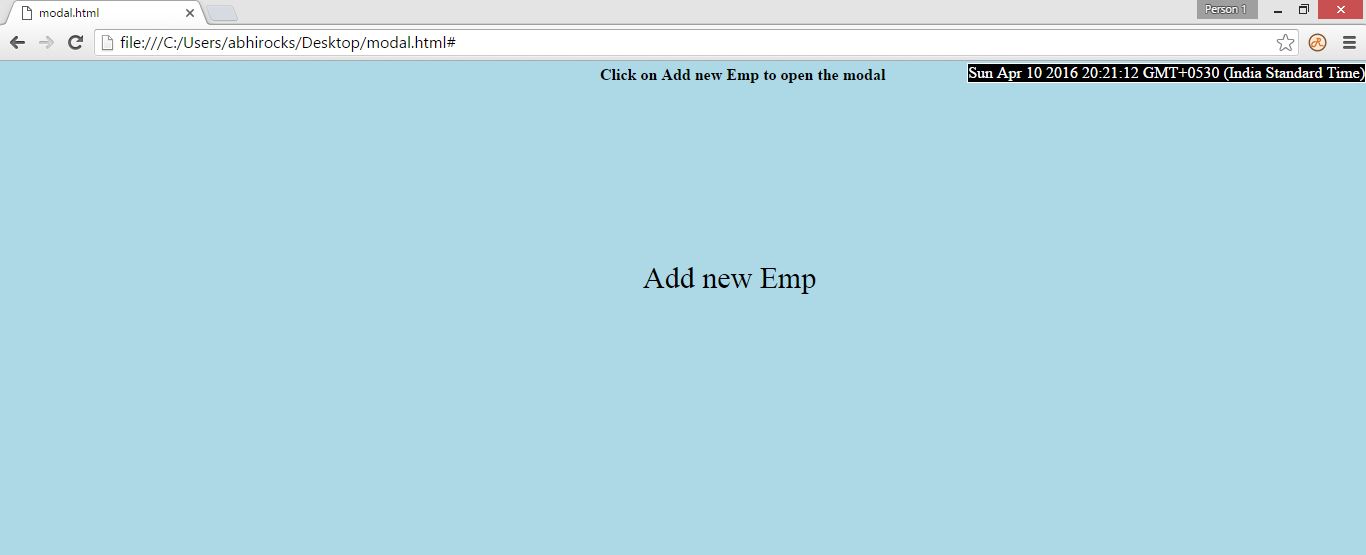 modal.html
Person 1
file:///C:/Users/abhirocks/Desktop/modal.html#
Click on Add new Emp to open the modal
Sun Apr 10 2016 20:21:12 GMT+0530 (India Standard Time)
Add new Emp